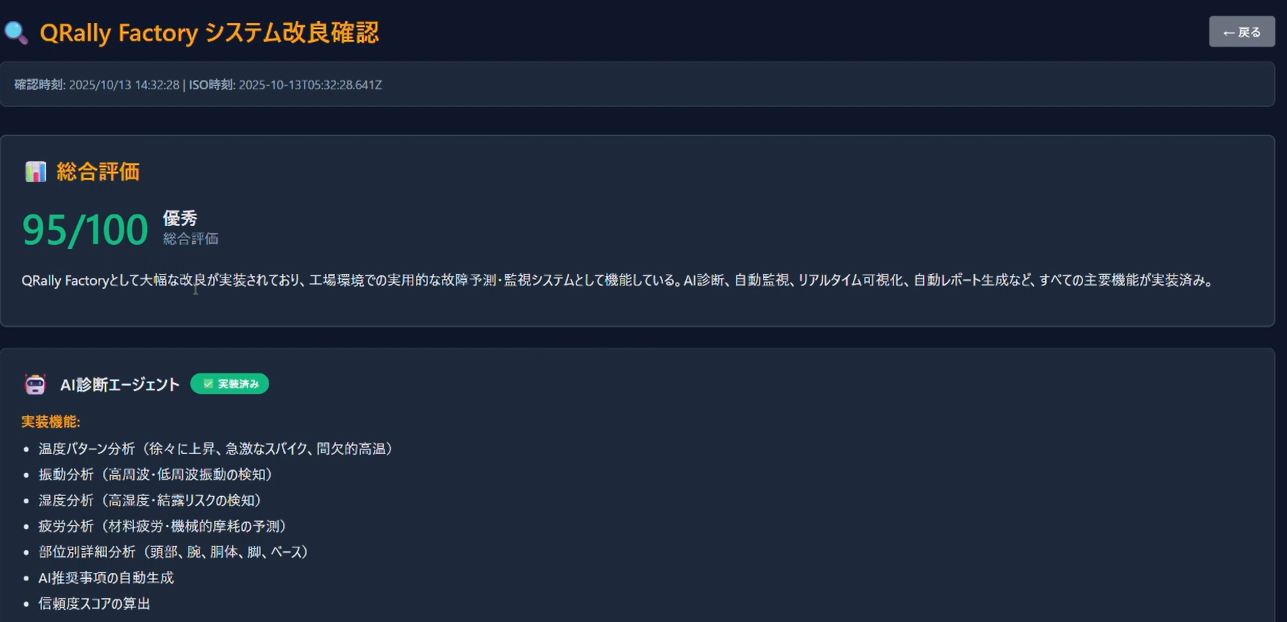 QRally Factory システム改良確認
← 戻る
確認時刻: 2025/10/13 14:32:28 | ISO時刻: 2025-10-13T05:32:28.641Z
総合評価
95/100
優秀
総合評価
QRally Factoryとして大幅な改良が実装されており、工場環境での実用的な故障予測・監視システムとして機能している。AI診断、自動監視、リアルタイム可視化、自動レポート生成など、すべての主要機能が実装済み。
AI診断エージェント ✅ 実装済み
実装機能:
• 温度パターン分析（徐々に上昇、急激なスパイク、間欠的高温）
• 振動分析（高周波・低周波振動の検知）
• 湿度分析（高湿度・結露リスクの検知）
• 疲労分析（材料疲労・機械的摩耗の予測）
• 部位別詳細分析（頭部、腕、胴体、脚、ベース）
• AI推奨事項の自動生成
• 信頼度スコアの算出